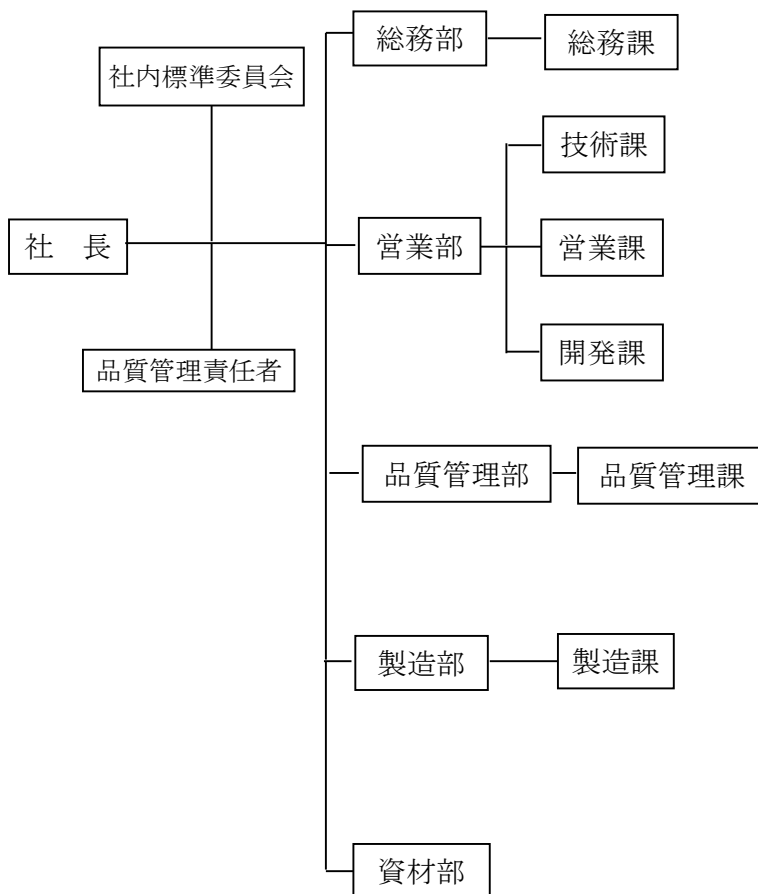 総務部
総務課
社内標準委員会
技術課
社　長
営業部
営業課
開発課
品質管理責任者
品質管理部
品質管理課
製造部
製造課
資材部